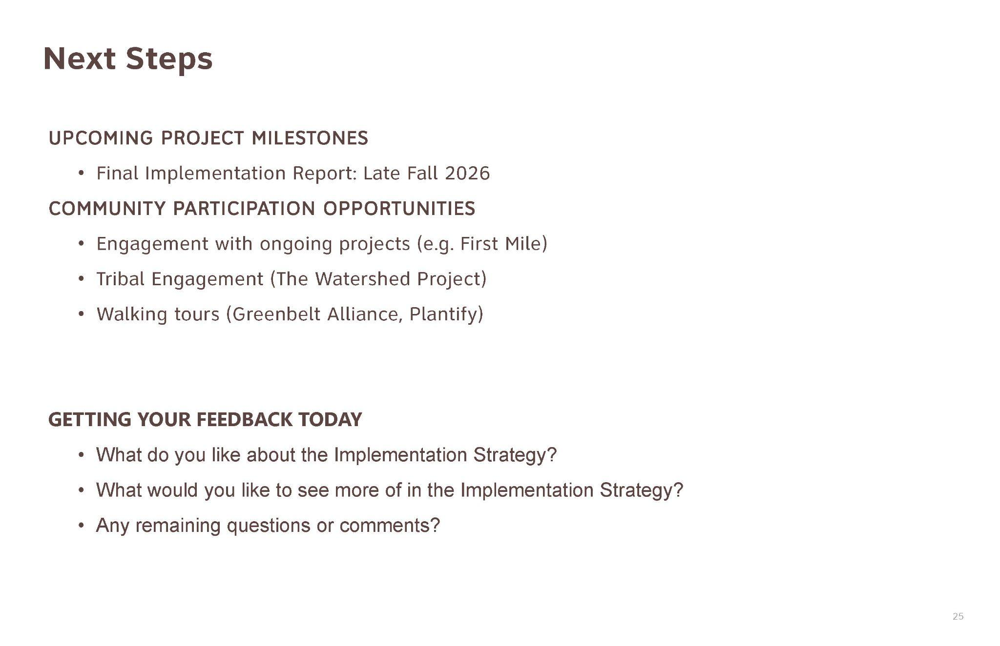 Next Steps
UPCOMING PROJECT MILESTONES
• Final Implementation Report: Late Fall 2026
COMMUNITY PARTICIPATION OPPORTUNITIES
• Engagement with ongoing projects (e.g. First Mile)
• Tribal Engagement (The Watershed Project)
• Walking tours (Greenbelt Alliance, Plantify)
GETTING YOUR FEEDBACK TODAY
• What do you like about the Implementation Strategy?
• What would you like to see more of in the Implementation Strategy?
• Any remaining questions or comments?
25